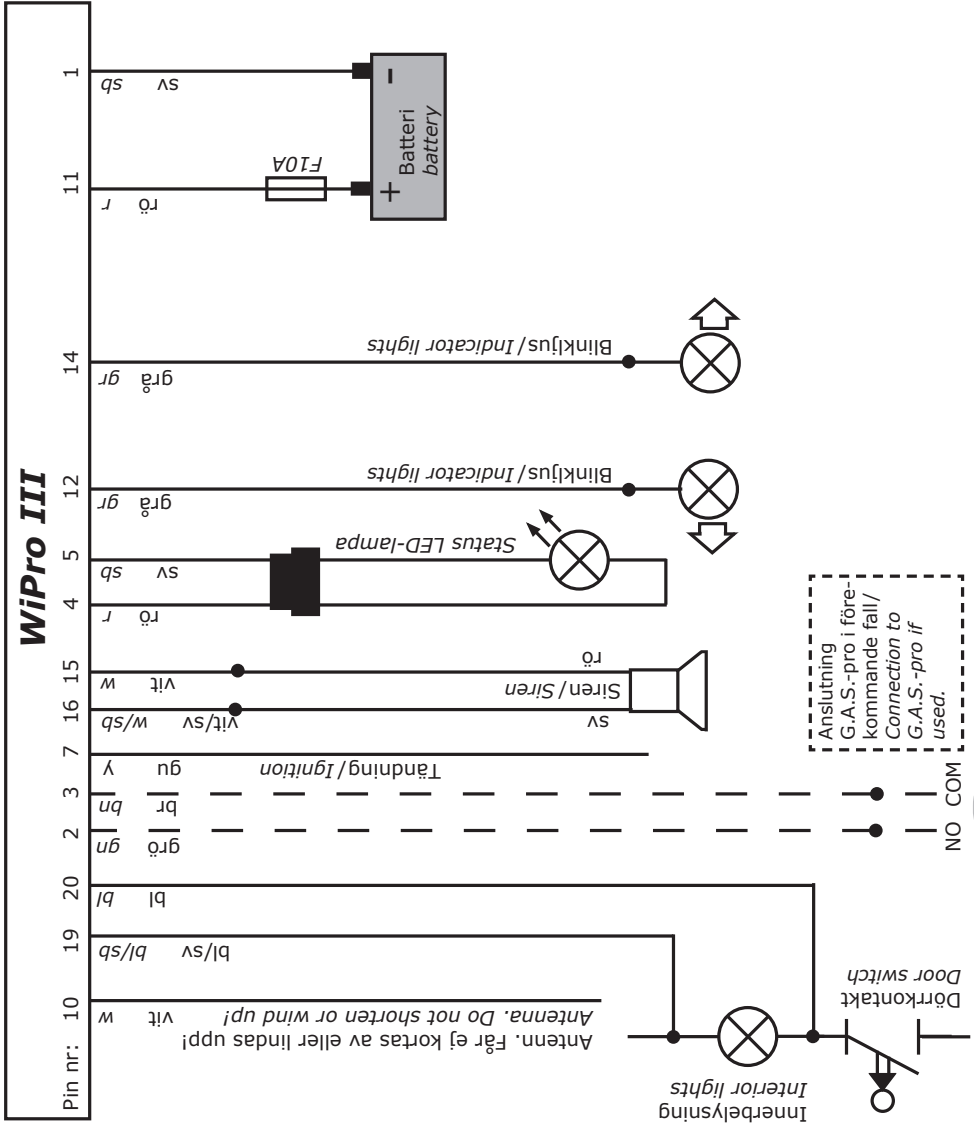 WiPro III
Pin nr:
1
sb sv
11
r rö
F10A
Batteri
battery
+
-
14
gr grå
Blinkljus/Indicator lights
12
gr grå
Blinkljus/Indicator lights
5
sb sv
Status LED-lampa
4
r rö
15
w vit
rö
Siren/Siren
16
w/sb vit/sv
sv
7
y gu
Tändning/Ignition
3
bn br
COM
2
gn grö
NO
Anslutning
G.A.S.-pro i före-
kommande fall/
Connection to
G.A.S.-pro if
used.
20
bl bl
19
bl/sb bl/sv
10
w vit
Antenn. Får ej kortas av eller lindas upp!
Antenna. Do not shorten or wind up!
Innerbelysning
Interior lights
Dörrkontakt
Door switch